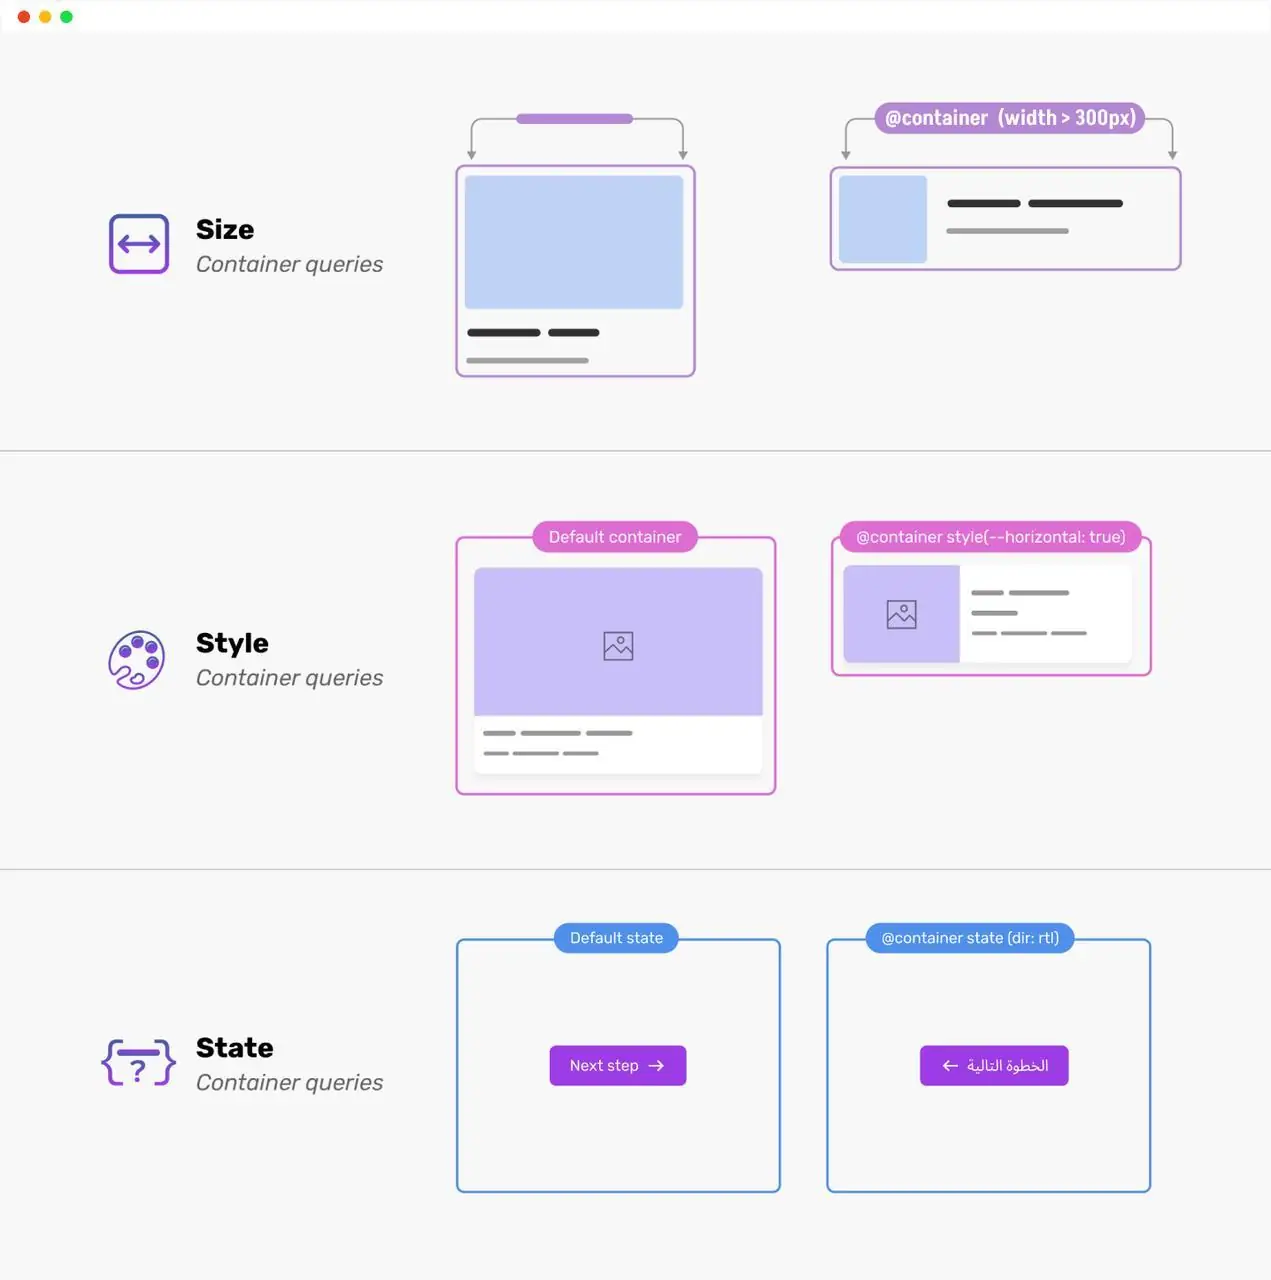 @container (width > 300px)
Size
Container queries
Default container
@container style(--horizontal: true)
Style
Container queries
Default state
@container state (dir: rtl)
State
Container queries
Next step →
← الخطوة التالية